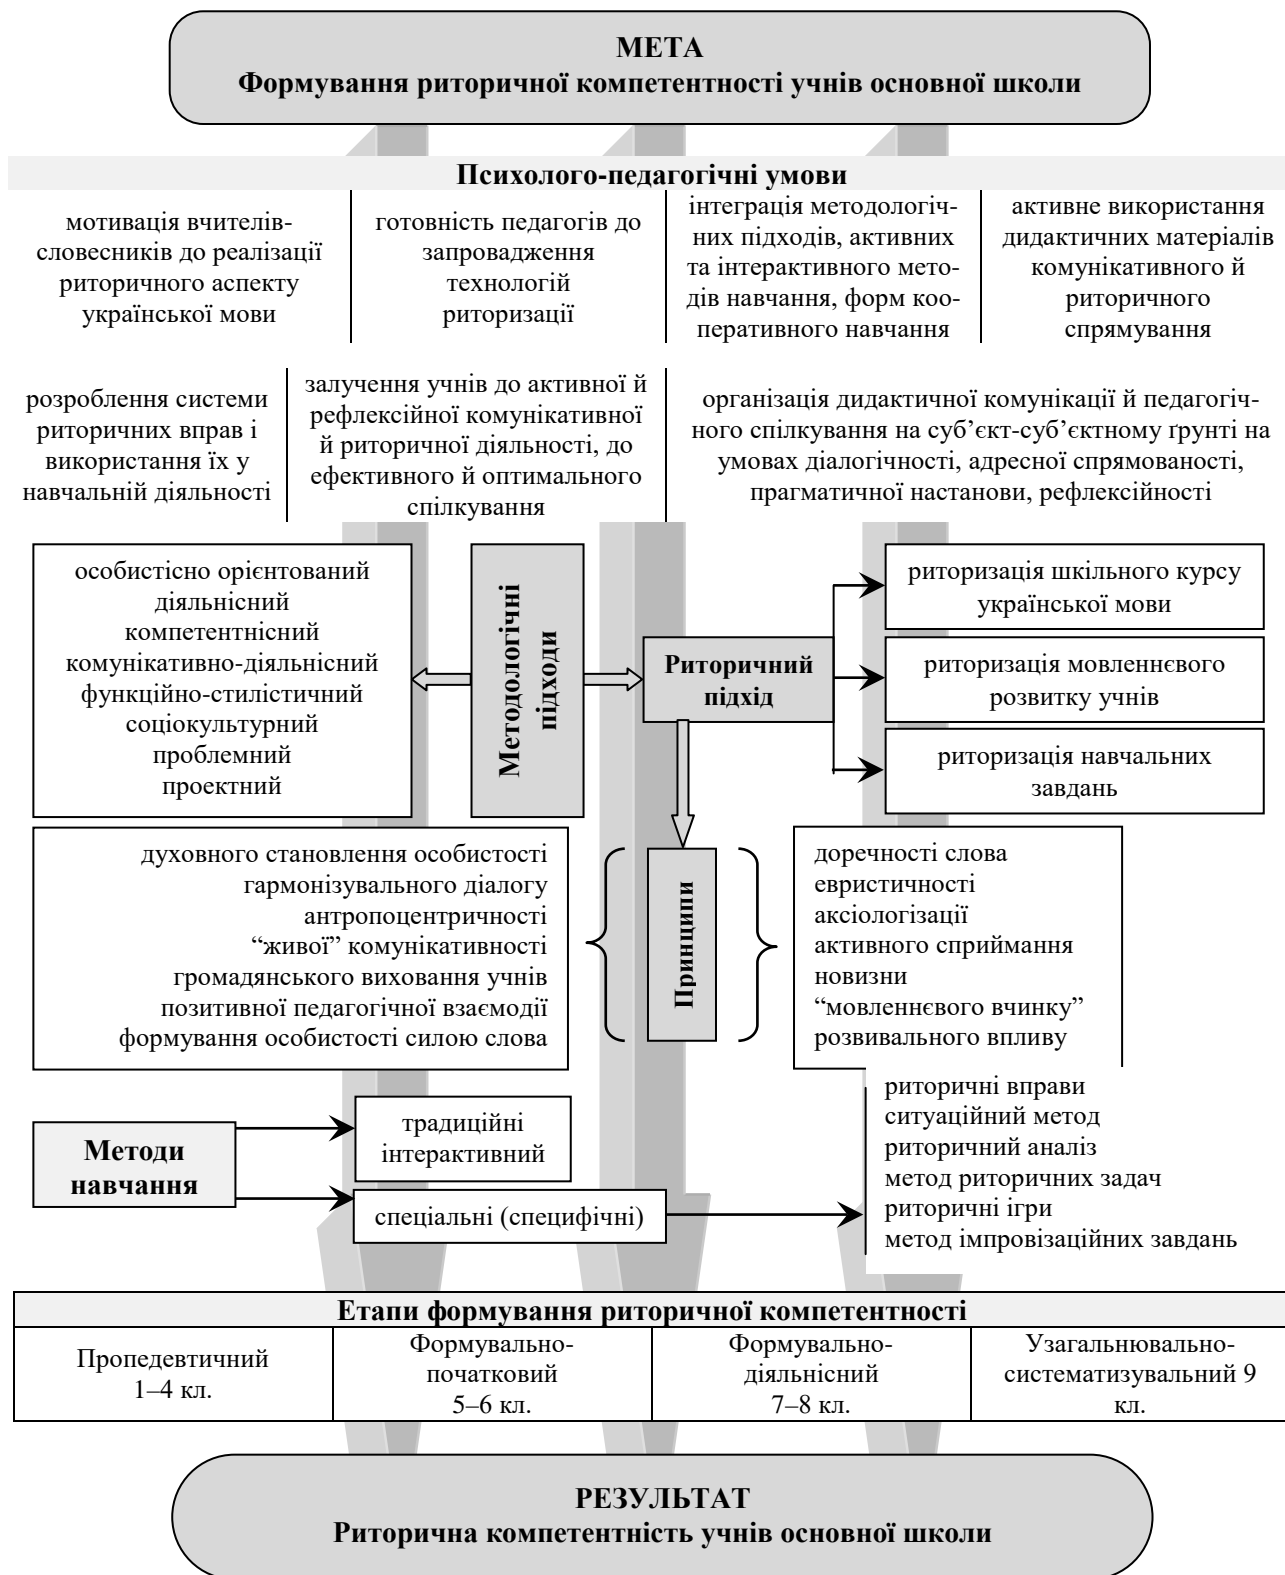 МЕТА
Формування риторичної компетентності учнів основної школи
Психолого-педагогічні умови
мотивація вчителів-
словесників до реалізації
риторичного аспекту
української мови
готовність педагогів до
запровадження
технологій
риторизації
інтеграція методологіч-
них підходів, активних
та інтерактивного мето-
дів навчання, форм коо-
перативного навчання
активне використання
дидактичних матеріалів
комунікативного й
риторичного
спрямування
розроблення системи
риторичних вправ і
використання їх у
навчальній діяльності
залучення учнів до активної й
рефлексійної комунікативної
й риторичної діяльності, до
ефективного й оптимального
спілкування
організація дидактичної комунікації й педагогіч-
ного спілкування на суб’єкт-суб’єктному ґрунті на
умовах діалогічності, адресної спрямованості,
прагматичної настанови, рефлексійності
особистісно орієнтований
діяльнісний
компетентнісний
комунікативно-діяльнісний
функційно-стилістичний
соціокультурний
проблемний
проектний
Методологічні
підходи
Риторичний
підхід
риторизація шкільного курсу
української мови
риторизація мовленнєвого
розвитку учнів
риторизація навчальних
завдань
духовного становлення особистості
гармонізувального діалогу
антропоцентричності
“живої” комунікативності
громадянського виховання учнів
позитивної педагогічної взаємодії
формування особистості силою слова
Принципи
доречності слова
евристичності
аксіологізації
активного сприймання
новизни
“мовленнєвого вчинку”
розвивального впливу
Методи
навчання
традиційні
інтерактивний
спеціальні (специфічні)
риторичні вправи
ситуаційний метод
риторичний аналіз
метод риторичних задач
риторичні ігри
метод імпровізаційних завдань
Етапи формування риторичної компетентності
Пропедевтичний
1–4 кл.
Формувально-
початковий
5–6 кл.
Формувально-
діяльнісний
7–8 кл.
Узагальнювально-
систематизувальний 9
кл.
РЕЗУЛЬТАТ
Риторична компетентність учнів основної школи